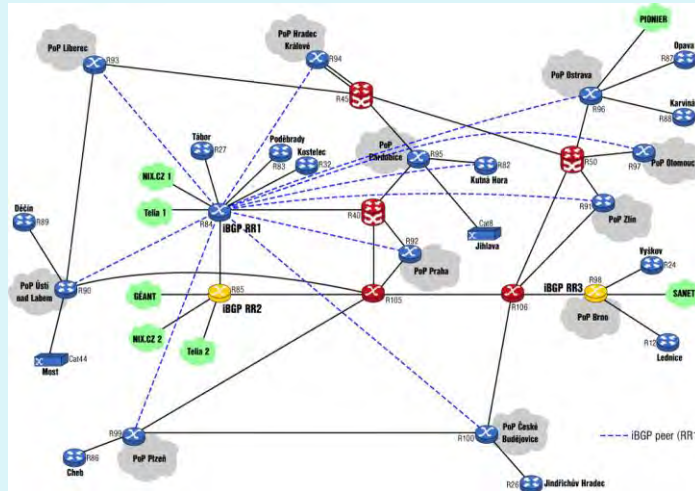 PIONIER
PoP Hradec
Králové
R94
PoP Liberec
R93
Opava
R87
PoP Ostrava
R96
R45
Karviná
R88
Tábor
R27
Poděbrady
R83
Kostelec
R32
PoP
Pardubice
R95
R82
Kutná Hora
R50
R97
PoP Olomouc
NIX.CZ 1
Telia 1
R84
iBGP RR1
R40
R91
PoP Zlín
Cat8
Jihlava
Děčín
R89
R92
PoP Praha
Vyškov
R24
PoP Ústí
nad Labem
R90
GÉANT
R85
iBGP RR2
R105
R106
iBGP RR3
R98
PoP Brno
SANET
NIX.CZ 2
Telia 2
R12
Lednice
Most
Cat44
R99
PoP Plzeň
R86
Cheb
R100
PoP České
Budějovice
iBGP peer (RR1
R26
Jindřichův Hradec